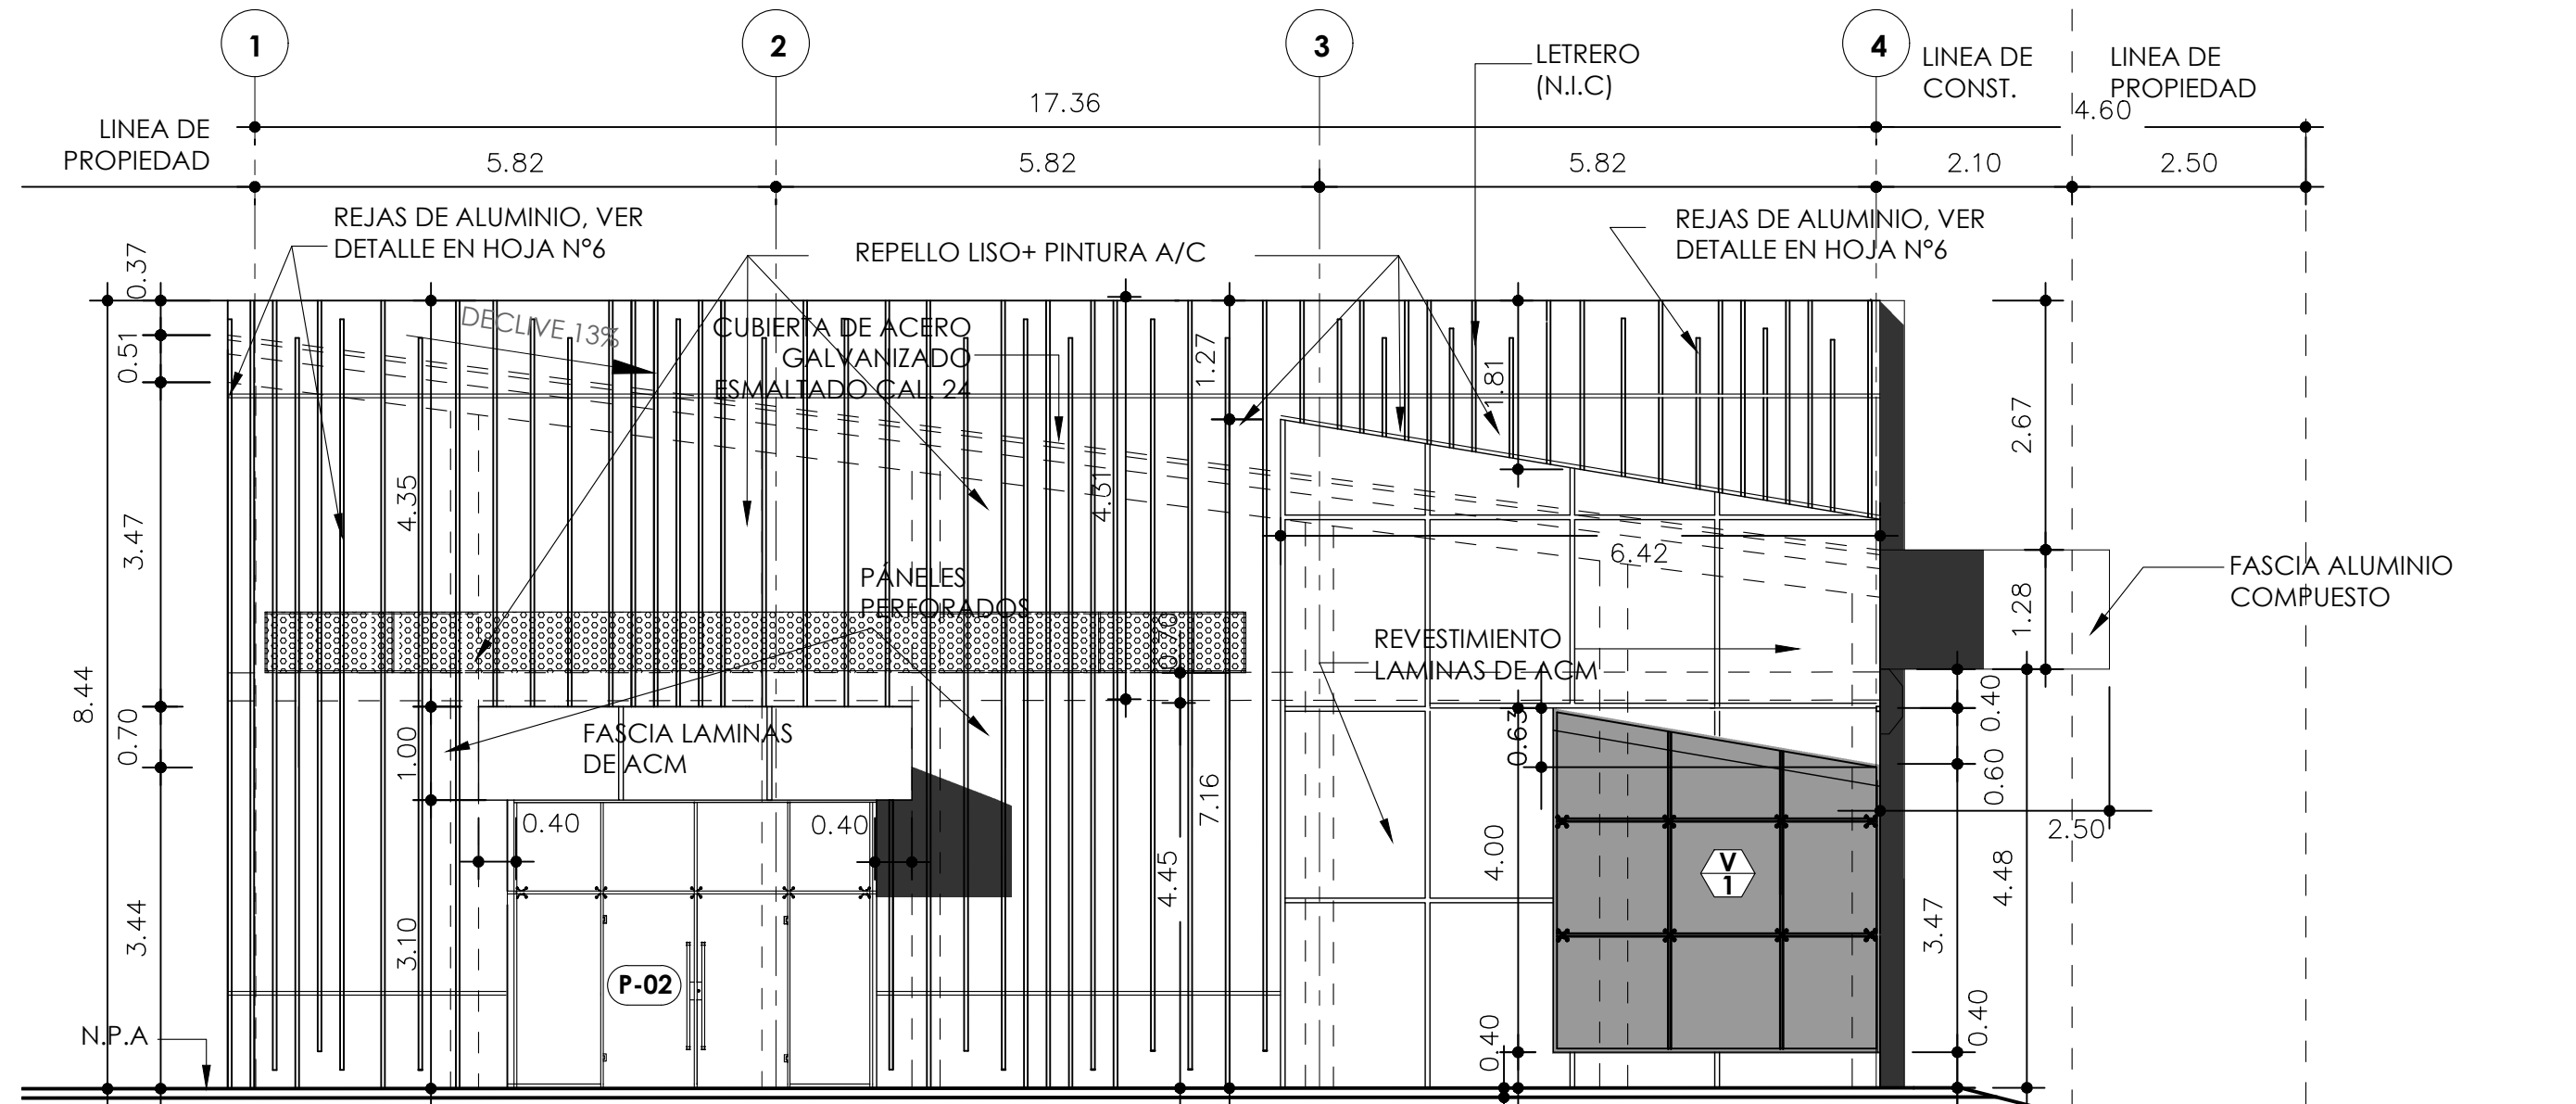 1
2
3
4
LETRERO
(N.I.C)
LINEA DE
CONST.
LINEA DE
PROPIEDAD
17.36
4.60
LINEA DE
PROPIEDAD
5.82
5.82
5.82
2.10
2.50
REJAS DE ALUMINIO, VER
DETALLE EN HOJA N°6
REPELLO LISO+ PINTURA A/C
REJAS DE ALUMINIO, VER
DETALLE EN HOJA N°6
0.37
0.51
3.47
0.70
3.44
8.44
DECLIVE 13%
CUBIERTA DE ACERO
GALVANIZADO
ESMALTADO CAL. 24
1.27
1.81
2.67
4.35
4.31
6.42
PÁNELES
PERFORADOS
0.70
1.28
FASCIA ALUMINIO
COMPUESTO
REVESTIMIENTO
LAMINAS DE ACM
1.00
FASCIA LAMINAS
DE ACM
0.63
0.40
0.60
2.50
7.16
0.40
0.40
4.45
4.00
V
1
4.48
3.47
3.10
P-02
0.40
0.40
N.P.A